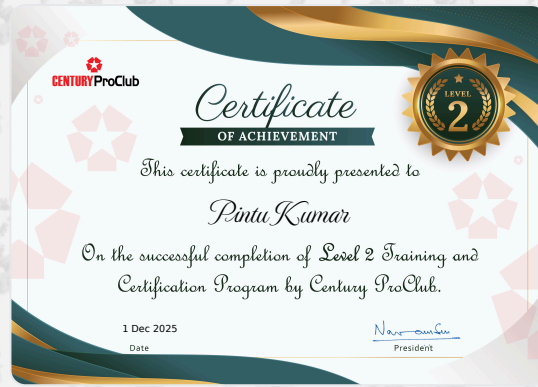 CENTURY ProClub
Certificate
OF ACHIEVEMENT
LEVEL
2
This certificate is proudly presented to
Pintu Kumar
On the successful completion of Level 2 Training and
Certification Program by Century ProClub.
1 Dec 2025
Date
President